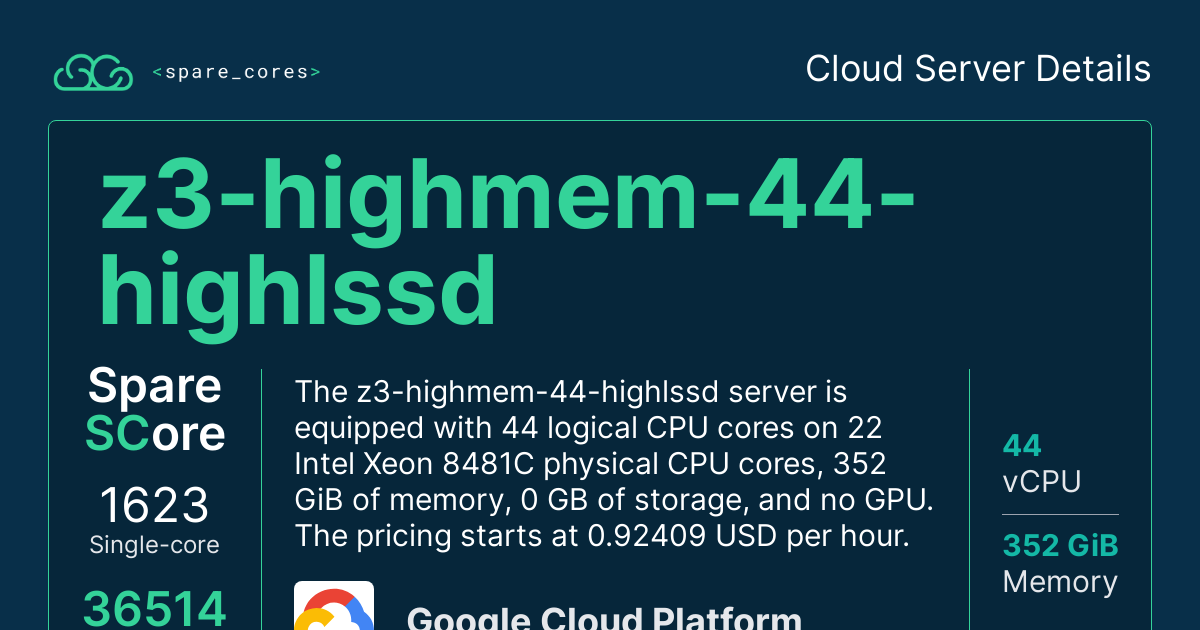 <spare_cores>
Cloud Server Details
z3-highmem-44-
highlssd
Spare
SCore
1623
Single-core
36514
The z3-highmem-44-highlssd server is
equipped with 44 logical CPU cores on 22
Intel Xeon 8481C physical CPU cores, 352
GiB of memory, 0 GB of storage, and no GPU.
The pricing starts at 0.92409 USD per hour.
Google Cloud Platform
44
vCPU
352 GiB
Memory